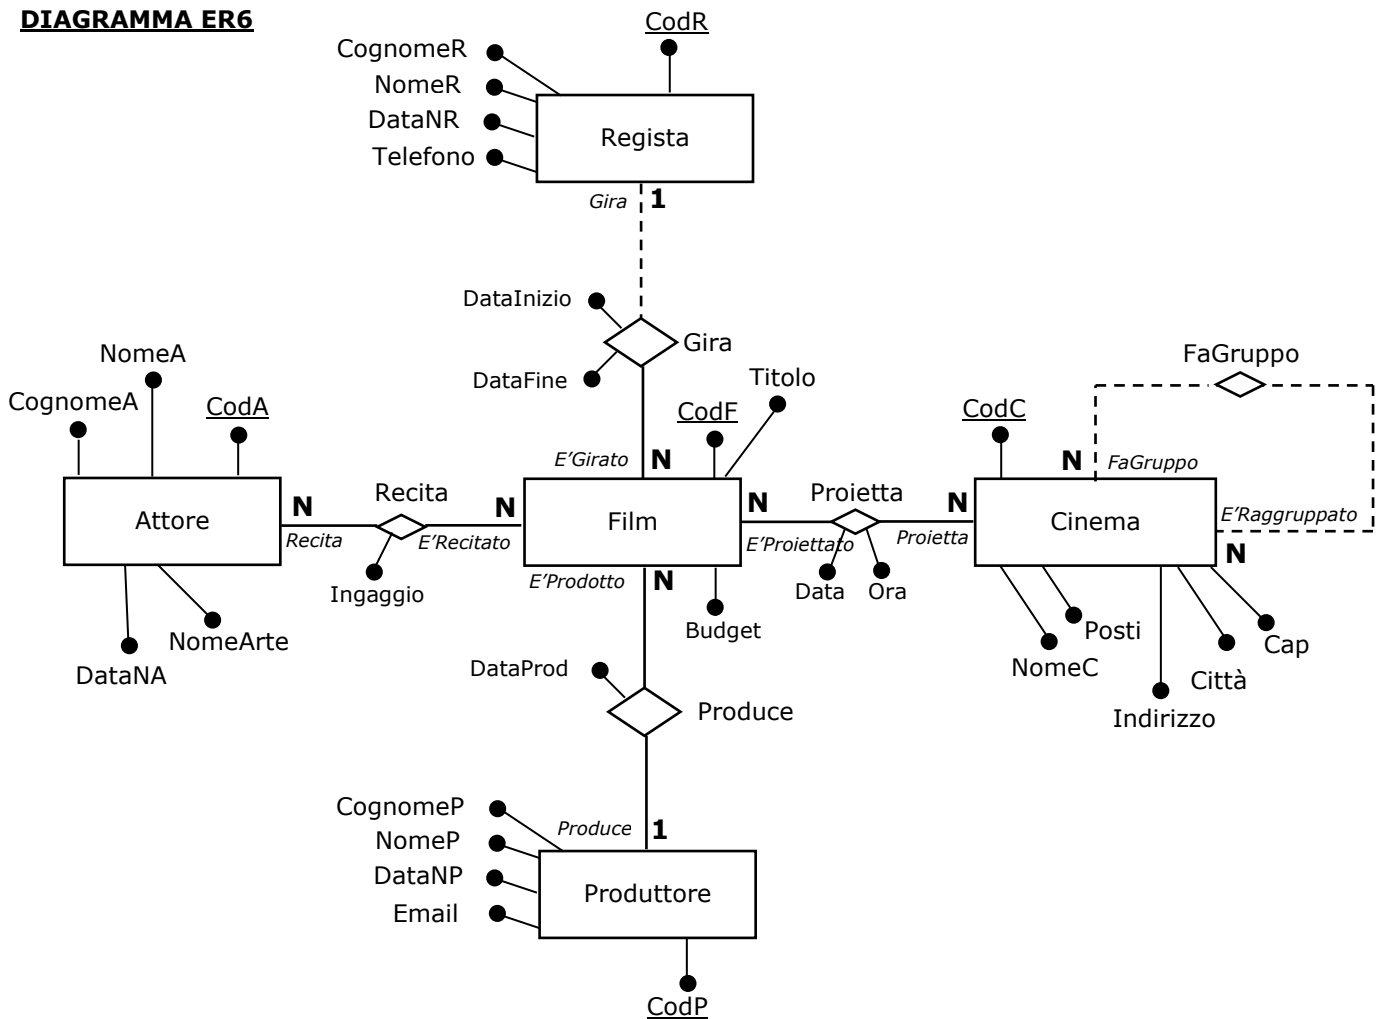 DIAGRAMMA ER6
CodR
CognomeR
NomeR
DataNR
Telefono
Regista
Gira
1
DataInizio
Gira
DataFine
NomeA
CognomeA
CodA
Titolo
CodF
CodC
FaGruppo
E'Girato
N
N
FaGruppo
Attore
N
Recita
N
Film
N
Proietta
N
Cinema
E'Raggruppato
N
Recita
E'Recitato
E'Proiettato
Proietta
Ingaggio
E'Prodotto
N
Data
Ora
Budget
NomeArte
DataNA
Posti
NomeC
Cap
Città
Indirizzo
DataProd
Produce
CognomeP
NomeP
DataNP
Email
Produce
1
Produttore
CodP